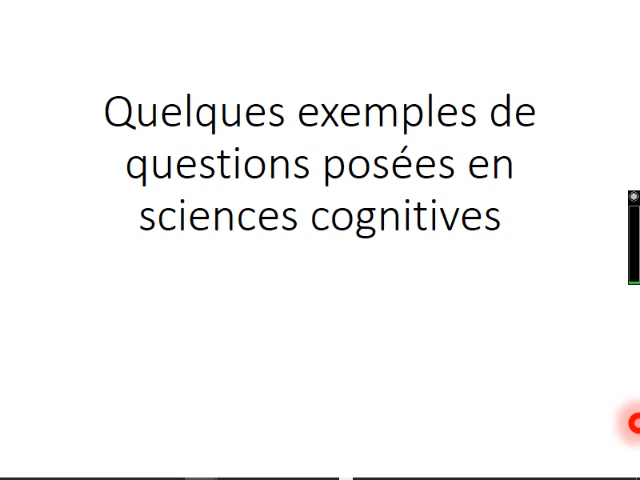 Quelques exemples de
questions posées en
sciences cognitives